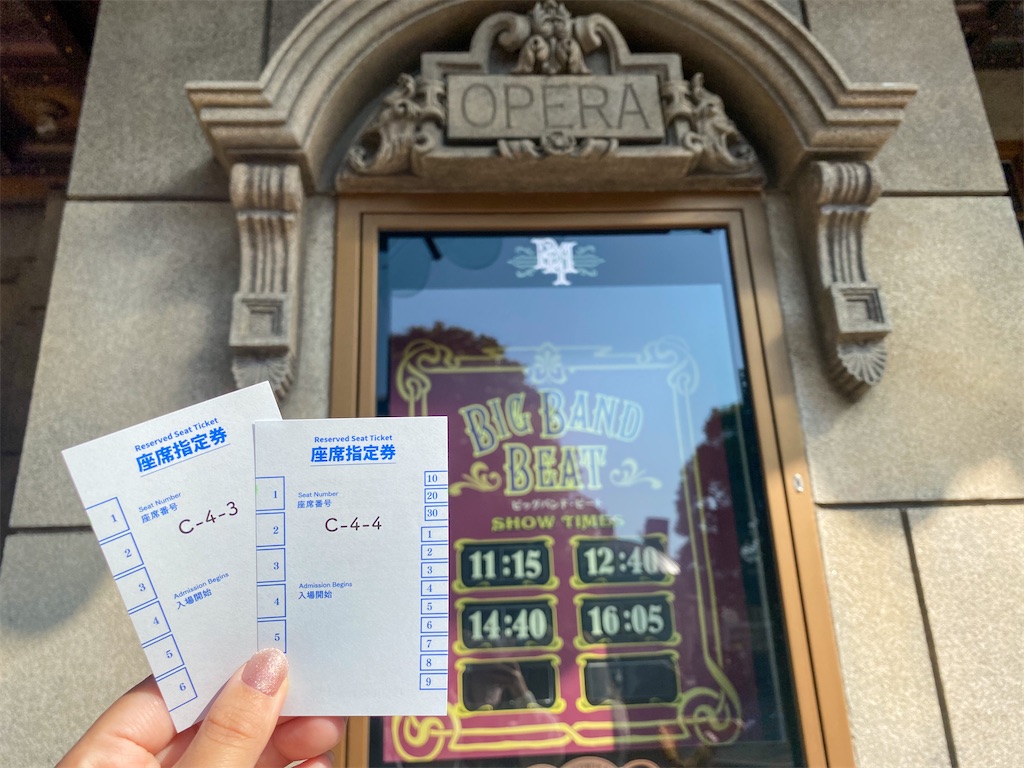 OPERA
BMT
BIG BAND
BEAT
ビッグバンド・ビート
SHOW TIMES
11:15
12:40
14:40
16:05
Reserved Seat Ticket
座席指定券
Seat Number
座席番号
C-4-3
Admission Begins
入場開始
1
2
3
4
5
6
Reserved Seat Ticket
座席指定券
Seat Number
座席番号
C-4-4
Admission Begins
入場開始
1
2
3
4
5
10
20
30
1
2
3
4
5
6
7
8
9